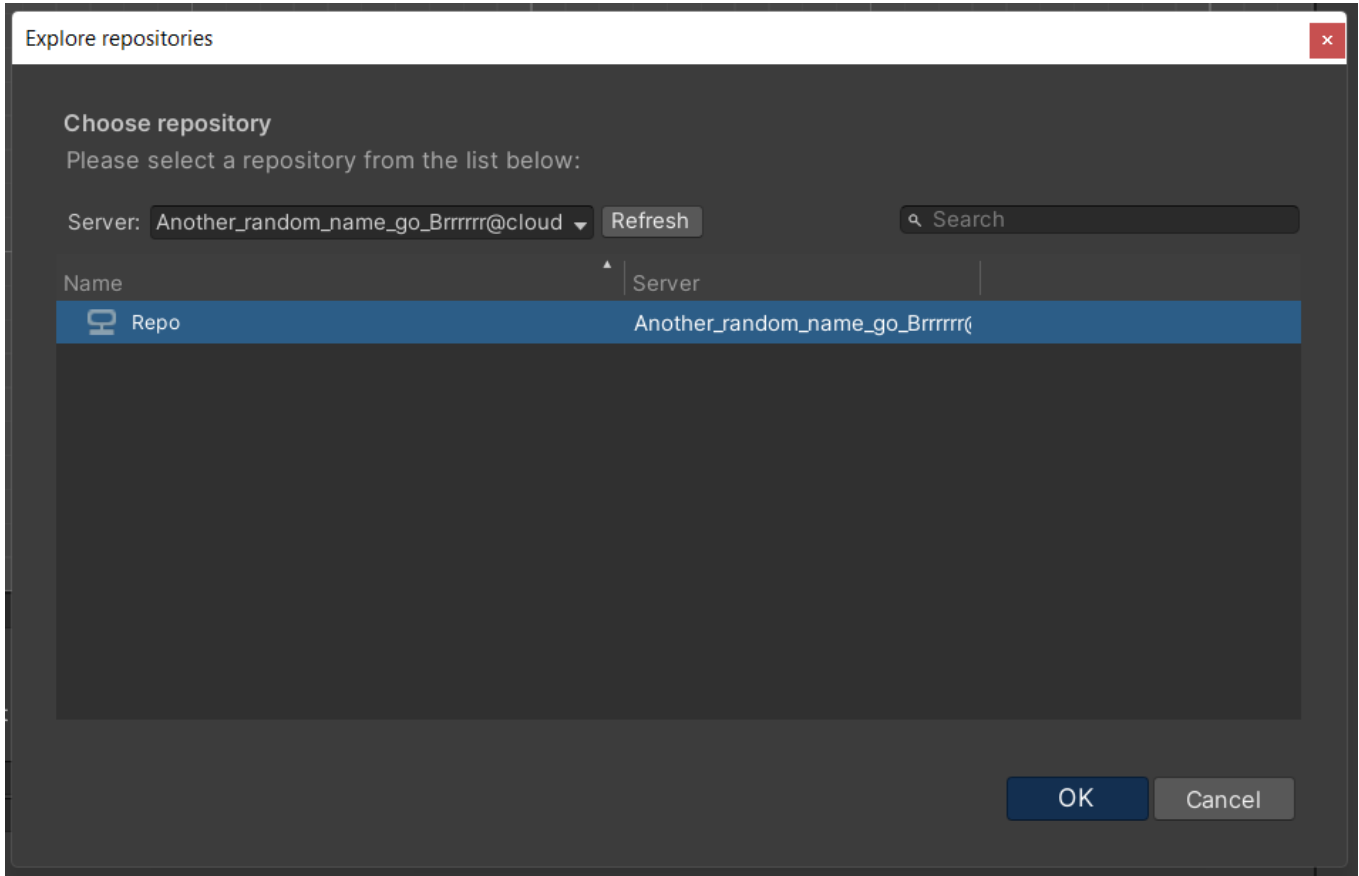 Explore repositories
Choose repository
Please select a repository from the list below:
Server: Another_random_name_go_Brrrrrr@cloud Refresh Search
Name Server
Repo Another_random_name_go_Brrrrrr(
OK Cancel